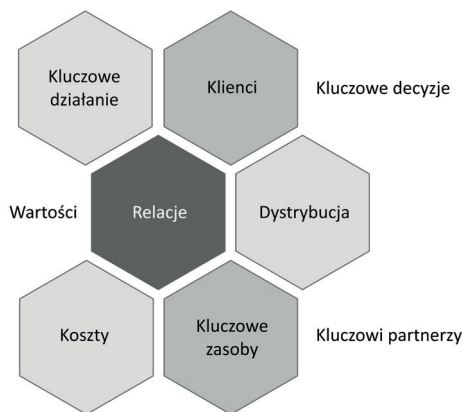 Kluczowe
działanie
Klienci
Kluczowe decyzje
Wartości
Relacje
Dystrybucja
Koszty
Kluczowe
zasoby
Kluczowi partnerzy